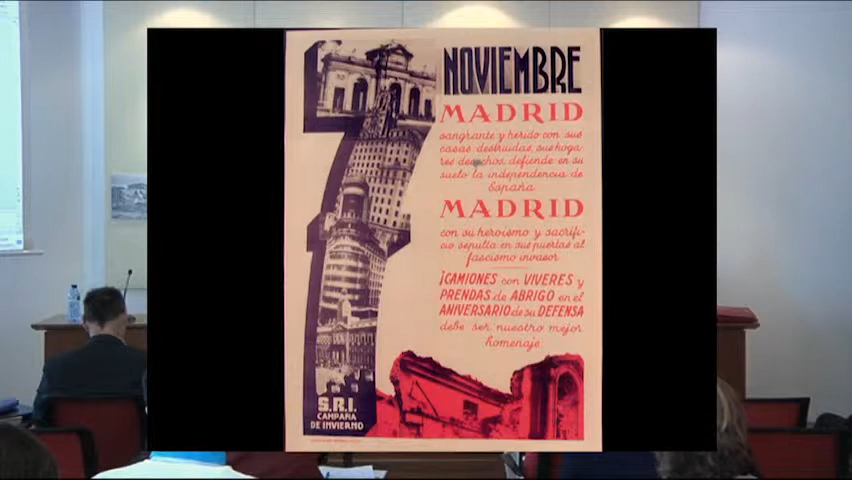 7
NOVIEMBRE
MADRID
sangrante y herido con sus
casas destruidas, sus hoga-
res deshechos, defiende en su
suelo la independencia de
España
MADRID
con su heroismo y sacrifi-
cio sepulta en sus puertas al
fascismo invasor
¡CAMIONES con VIVERES y
PRENDAS de ABRIGO en el
ANIVERSARIO de su DEFENSA
debe ser nuestro mejor
homenaje.
S.R.I.
CAMPAÑA
DE INVIERNO